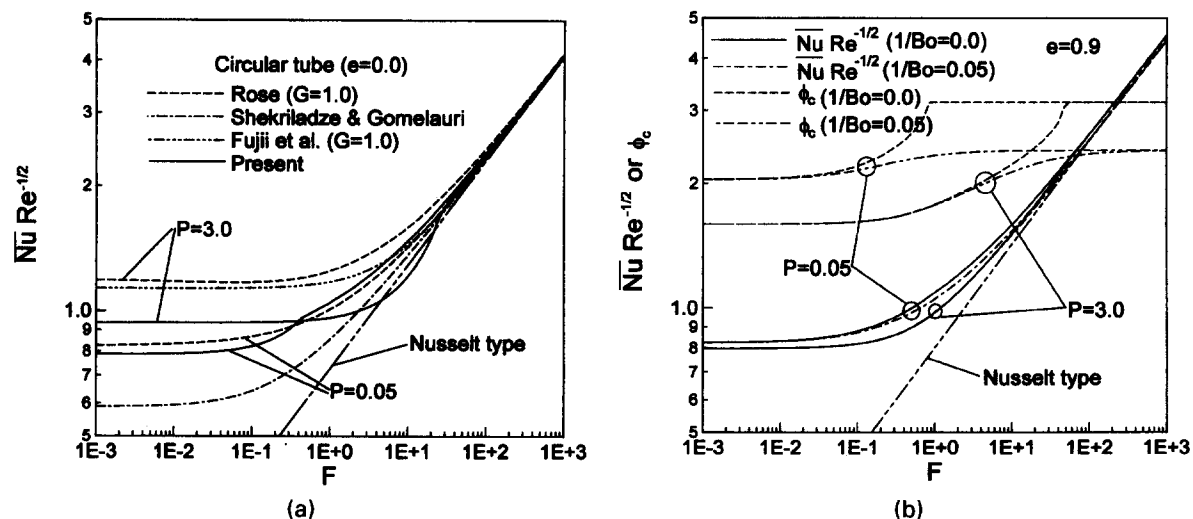 5
4
3
2
1.0
9
8
7
6
5
N̅u̅ Re^-1/2
Circular tube (e=0.0)
Rose (G=1.0)
Shekriladze & Gomelauri
Fujii et al. (G=1.0)
Present
P=3.0
Nusselt type
P=0.05
1E-3 1E-2 1E-1 1E+0 1E+1 1E+2 1E+3
F
(a)
5
4
3
2
1.0
9
8
7
6
5
N̅u̅ Re^-1/2 or ϕc
N̅u̅ Re^-1/2 (1/Bo=0.0)
N̅u̅ Re^-1/2 (1/Bo=0.05)
ϕc (1/Bo=0.0)
ϕc (1/Bo=0.05)
e=0.9
P=0.05
P=3.0
Nusselt type
1E-3 1E-2 1E-1 1E+0 1E+1 1E+2 1E+3
F
(b)